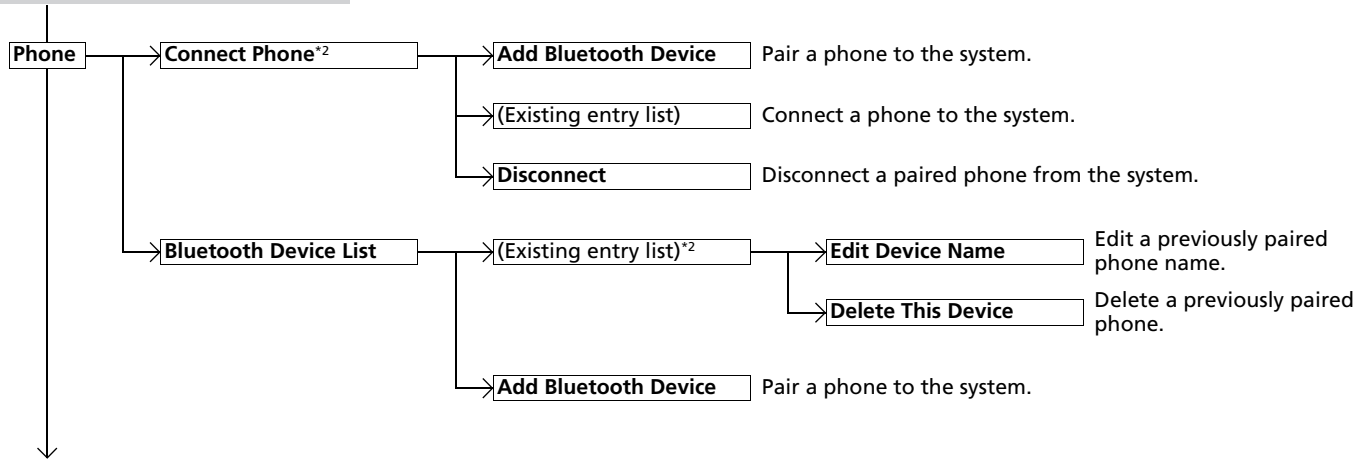 Phone
Connect Phone*2
Add Bluetooth Device
Pair a phone to the system.
(Existing entry list)
Connect a phone to the system.
Disconnect
Disconnect a paired phone from the system.
Bluetooth Device List
(Existing entry list)*2
Edit Device Name
Edit a previously paired
phone name.
Delete This Device
Delete a previously paired
phone.
Add Bluetooth Device
Pair a phone to the system.